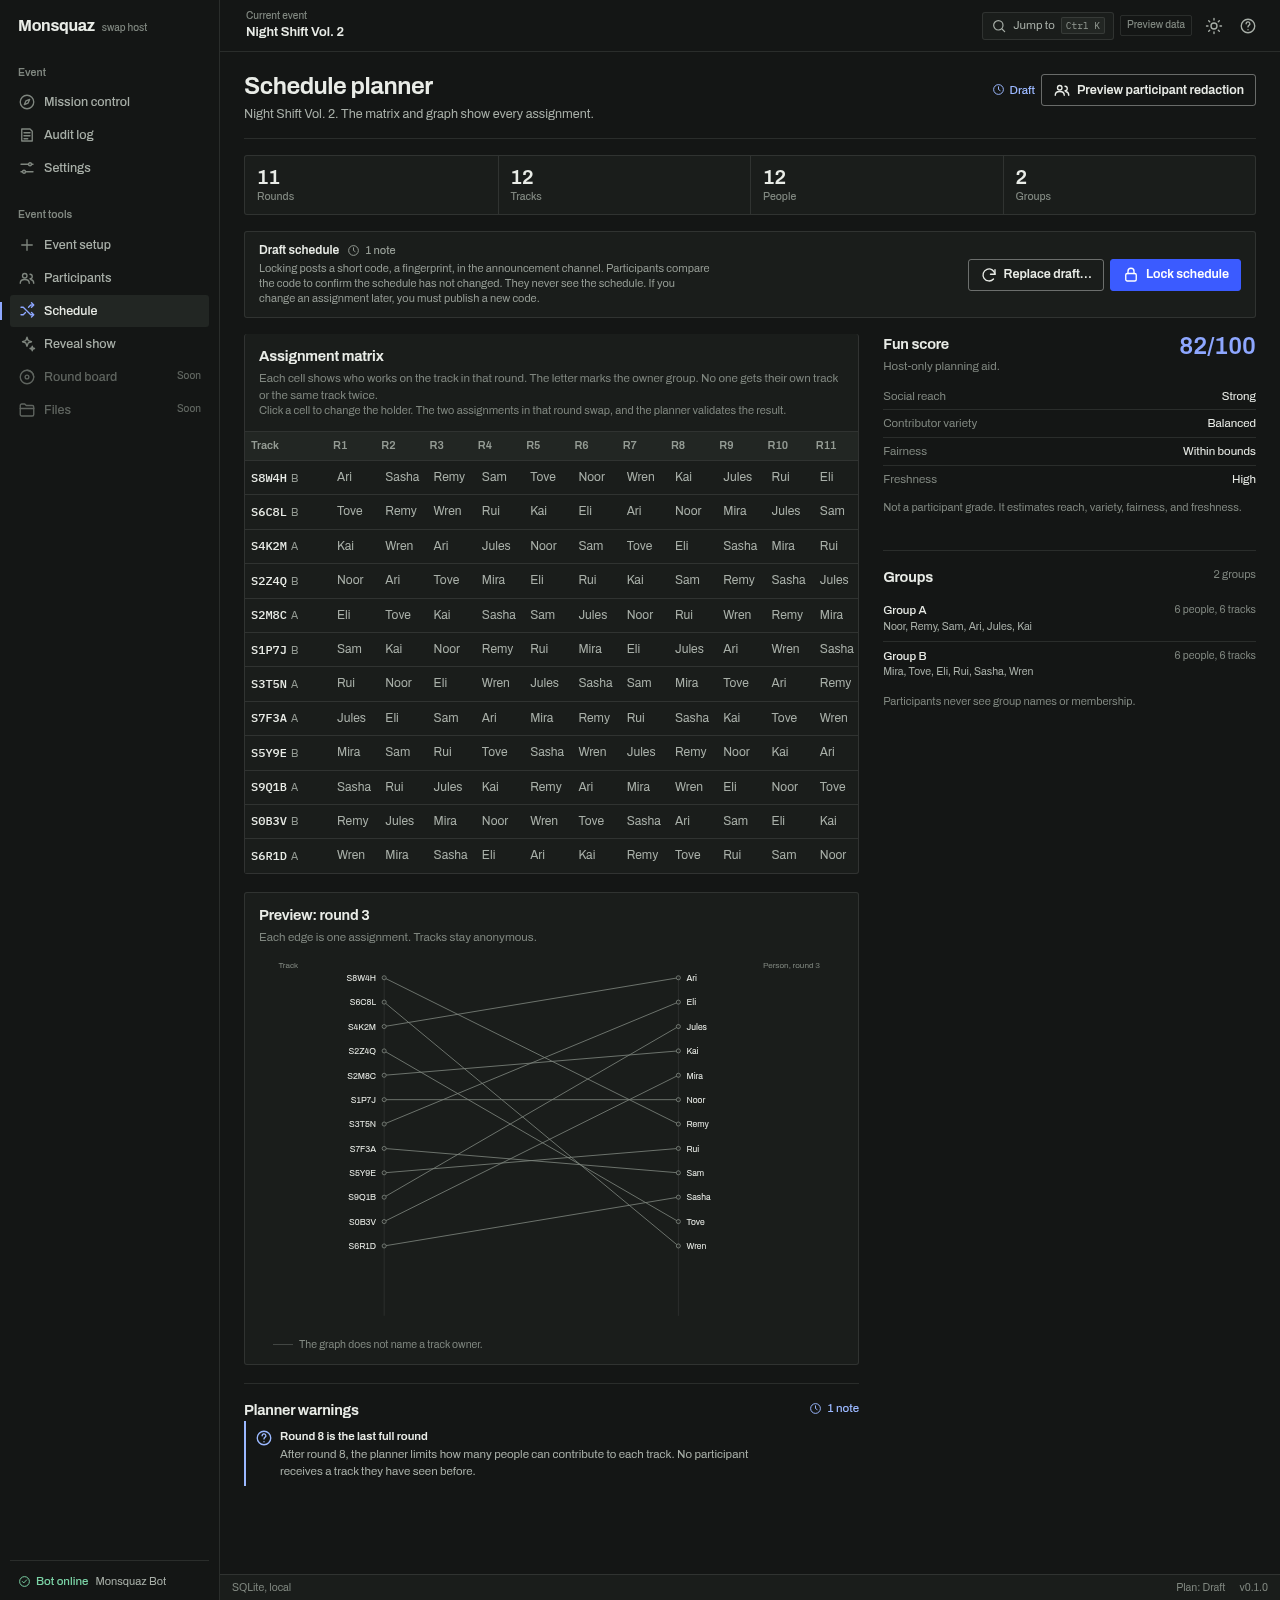 Monsquaz swap host
Event
Mission control
Audit log
Settings
Event tools
Event setup
Participants
Schedule
Reveal show
Round board Soon
Files Soon
Bot online Monsquaz Bot
Current event
Night Shift Vol. 2
Jump to Ctrl K
Preview data
Schedule planner
Night Shift Vol. 2. The matrix and graph show every assignment.
Draft
Preview participant redaction
11
Rounds
12
Tracks
12
People
2
Groups
Draft schedule 1 note
Locking posts a short code, a fingerprint, in the announcement channel. Participants compare
the code to confirm the schedule has not changed. They never see the schedule. If you
change an assignment later, you must publish a new code.
Replace draft...
Lock schedule
Assignment matrix
Each cell shows who works on the track in that round. The letter marks the owner group. No one gets their own track
or the same track twice.
Click a cell to change the holder. The two assignments in that round swap, and the planner validates the result.
Track R1 R2 R3 R4 R5 R6 R7 R8 R9 R10 R11
S8W4H B Ari Sasha Remy Sam Tove Noor Wren Kai Jules Rui Eli
S6C8L B Tove Remy Wren Rui Kai Eli Ari Noor Mira Jules Sam
S4K2M A Kai Wren Ari Jules Noor Sam Tove Eli Sasha Mira Rui
S2Z4Q B Noor Ari Tove Mira Eli Rui Kai Sam Remy Sasha Jules
S2M8C A Eli Tove Kai Sasha Sam Jules Noor Rui Wren Remy Mira
S1P7J B Sam Kai Noor Remy Rui Mira Eli Jules Ari Wren Sasha
S3T5N A Rui Noor Eli Wren Jules Sasha Sam Mira Tove Ari Remy
S7F3A A Jules Eli Sam Ari Mira Remy Rui Sasha Kai Tove Wren
S5Y9E B Mira Sam Rui Tove Sasha Wren Jules Remy Noor Kai Ari
S9Q1B A Sasha Rui Jules Kai Remy Ari Mira Wren Eli Noor Tove
S0B3V B Remy Jules Mira Noor Wren Tove Sasha Ari Sam Eli Kai
S6R1D A Wren Mira Sasha Eli Ari Kai Remy Tove Rui Sam Noor
Fun score 82/100
Host-only planning aid.
Social reach Strong
Contributor variety Balanced
Fairness Within bounds
Freshness High
Not a participant grade. It estimates reach, variety, fairness, and freshness.
Groups 2 groups
Group A 6 people, 6 tracks
Noor, Remy, Sam, Ari, Jules, Kai
Group B 6 people, 6 tracks
Mira, Tove, Eli, Rui, Sasha, Wren
Participants never see group names or membership.
Preview: round 3
Each edge is one assignment. Tracks stay anonymous.
Track Person, round 3
S8W4H Ari
S6C8L Eli
S4K2M Jules
S2Z4Q Kai
S2M8C Mira
S1P7J Noor
S3T5N Remy
S7F3A Rui
S5Y9E Sam
S9Q1B Sasha
S0B3V Tove
S6R1D Wren
The graph does not name a track owner.
Planner warnings 1 note
Round 8 is the last full round
After round 8, the planner limits how many people can contribute to each track. No participant
receives a track they have seen before.
SQLite, local Plan: Draft v0.1.0